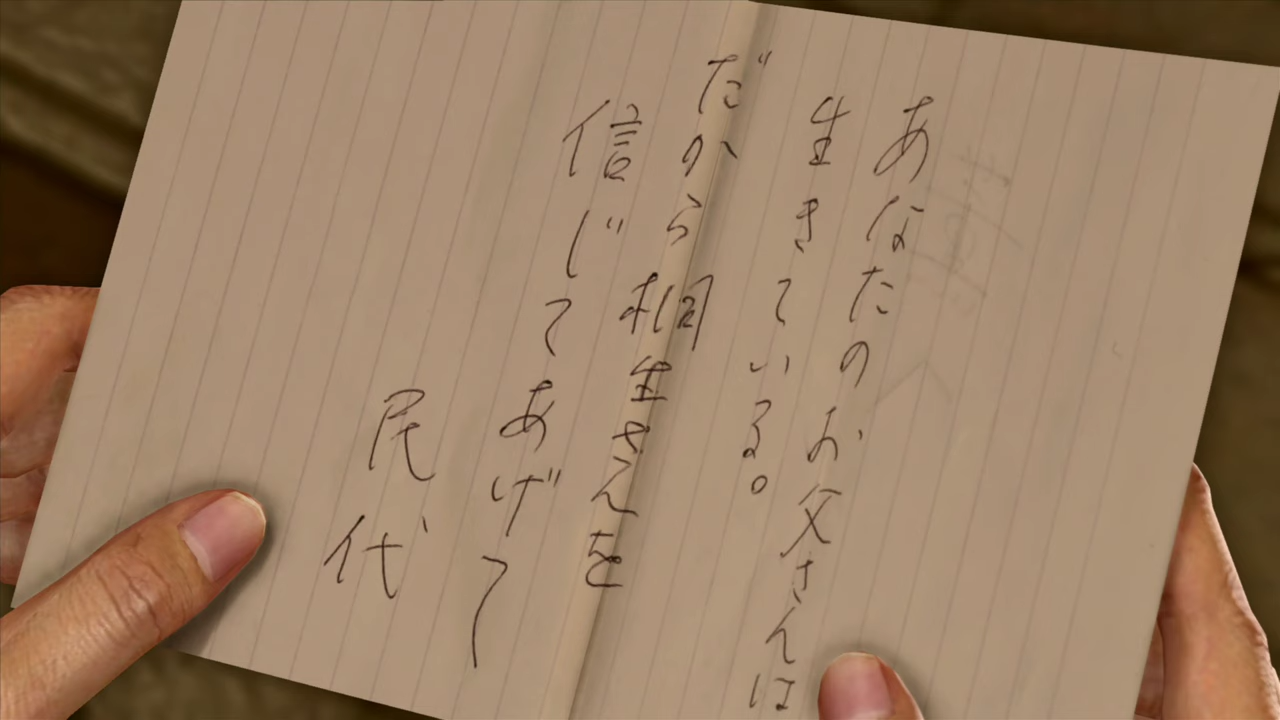 あなたのお父さんは
生きている。
だから相生さんを
信じてあげて
民代